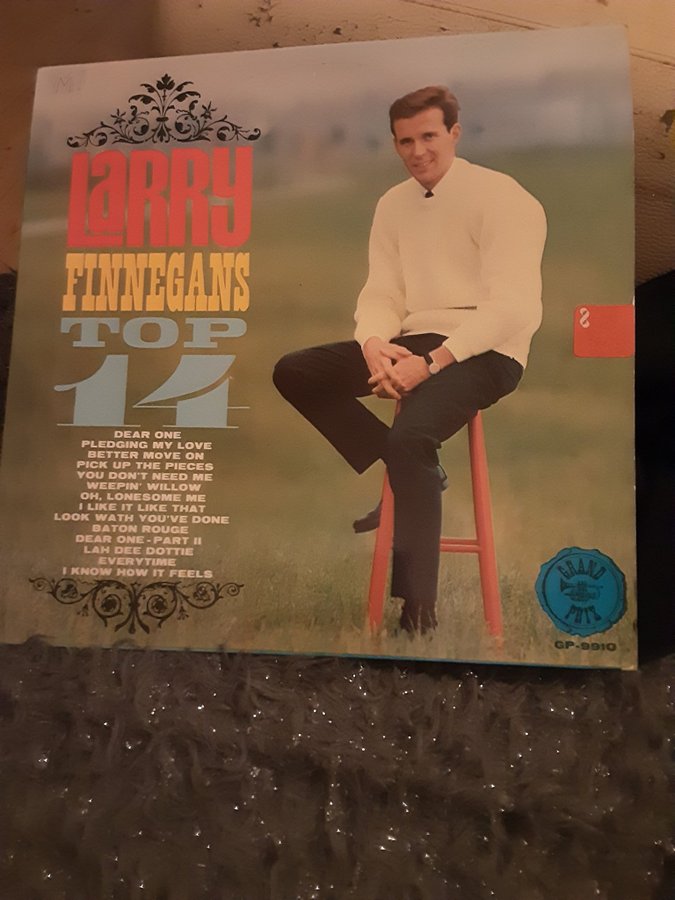 LaRRY
FINNEGANS
TOP
14
DEAR ONE
PLEDGING MY LOVE
BETTER MOVE ON
PICK UP THE PIECES
YOU DON'T NEED ME
WEEPIN' WILLOW
OH, LONESOME ME
I LIKE IT LIKE THAT
LOOK WATH YOU'VE DONE
BATON ROUGE
DEAR ONE - PART II
LAH DEE DOTTIE
EVERYTIME
I KNOW HOW IT FEELS
8
GRAND
PRIX
GP-9910